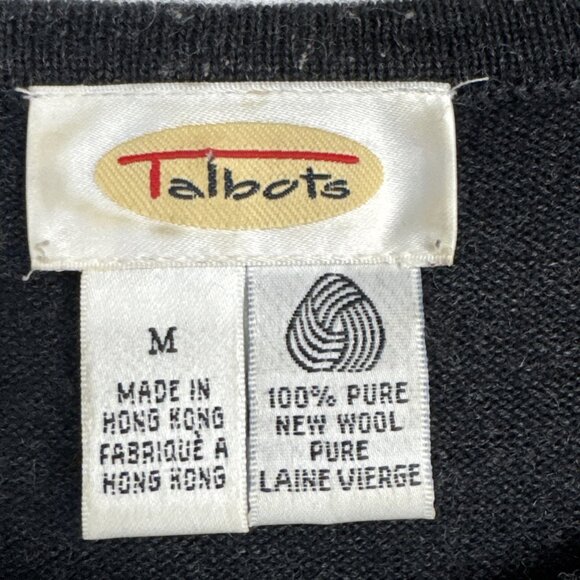 Talbots
M
MADE IN
HONG KONG
FABRIQUÈ A
HONG KONG
100% PURE
NEW WOOL
PURE
LAINE VIERGE